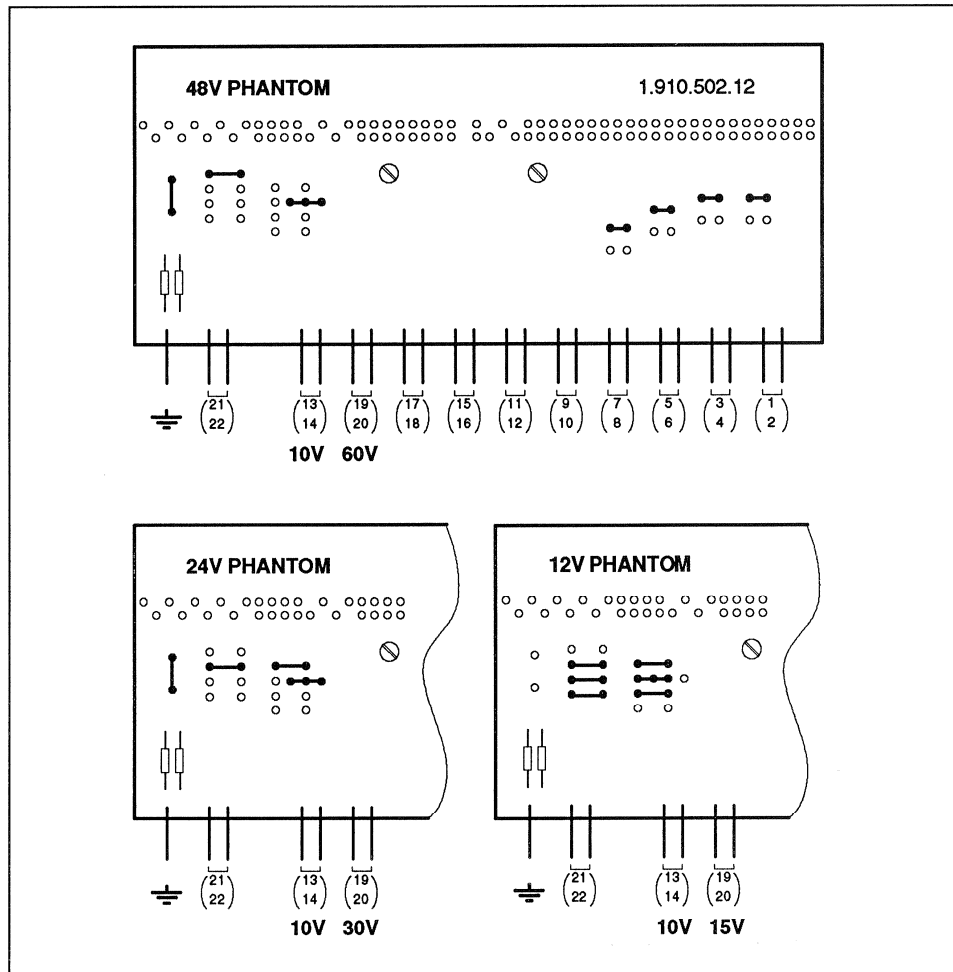 48V PHANTOM 1.910.502.12
21 13 19 17 15 11 9 7 5 3 1
22 14 20 18 16 12 10 8 6 4 2
10V 60V
24V PHANTOM 12V PHANTOM
21 13 19 21 13 19
22 14 20 22 14 20
10V 30V 10V 15V